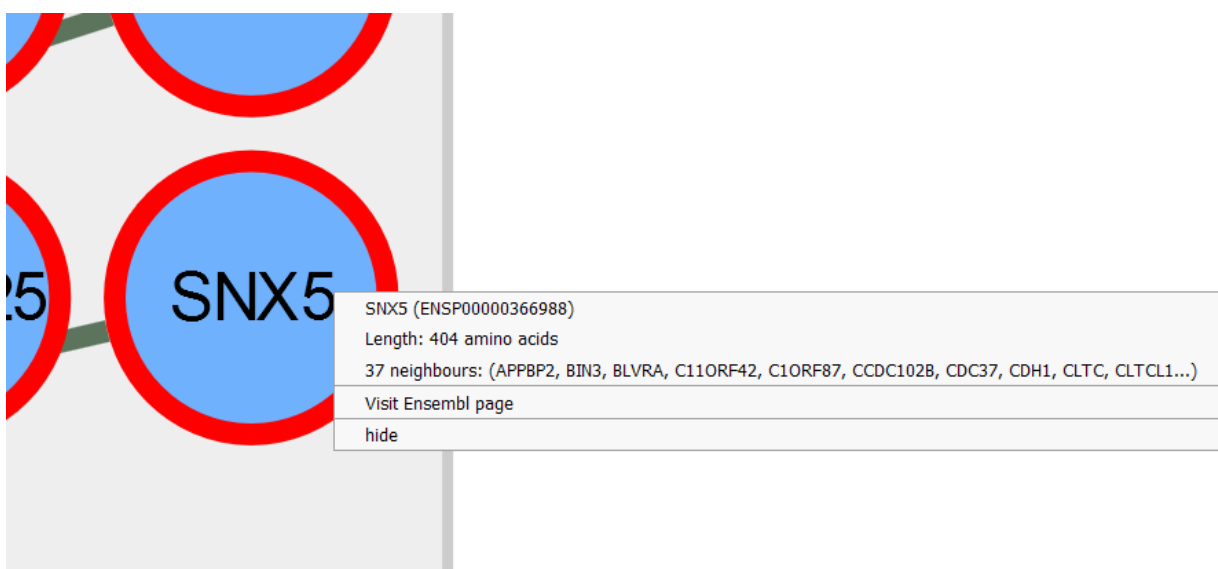 25
SNX5
SNX5 (ENSP00000366988)
Length: 404 amino acids
37 neighbours: (APPBP2, BIN3, BLVRA, C11ORF42, C1ORF87, CCDC102B, CDC37, CDH1, CLTC, CLTCL1...)
Visit Ensembl page
hide